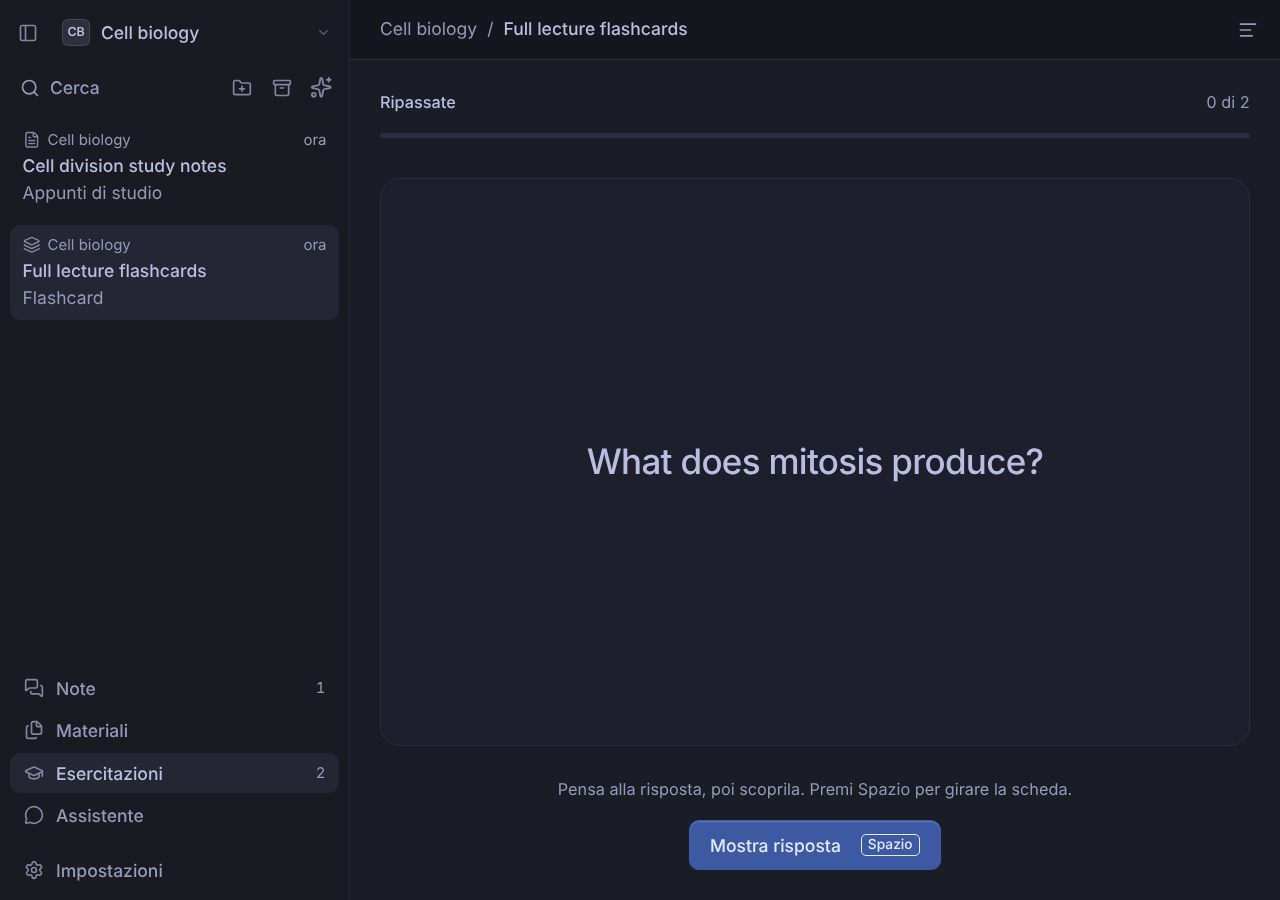 CB Cell biology
Cerca
Cell biology ora
Cell division study notes
Appunti di studio
Cell biology ora
Full lecture flashcards
Flashcard
Note 1
Materiali
Esercitazioni 2
Assistente
Impostazioni
Cell biology / Full lecture flashcards
Ripassate 0 di 2
What does mitosis produce?
Pensa alla risposta, poi scoprila. Premi Spazio per girare la scheda.
Mostra risposta Spazio